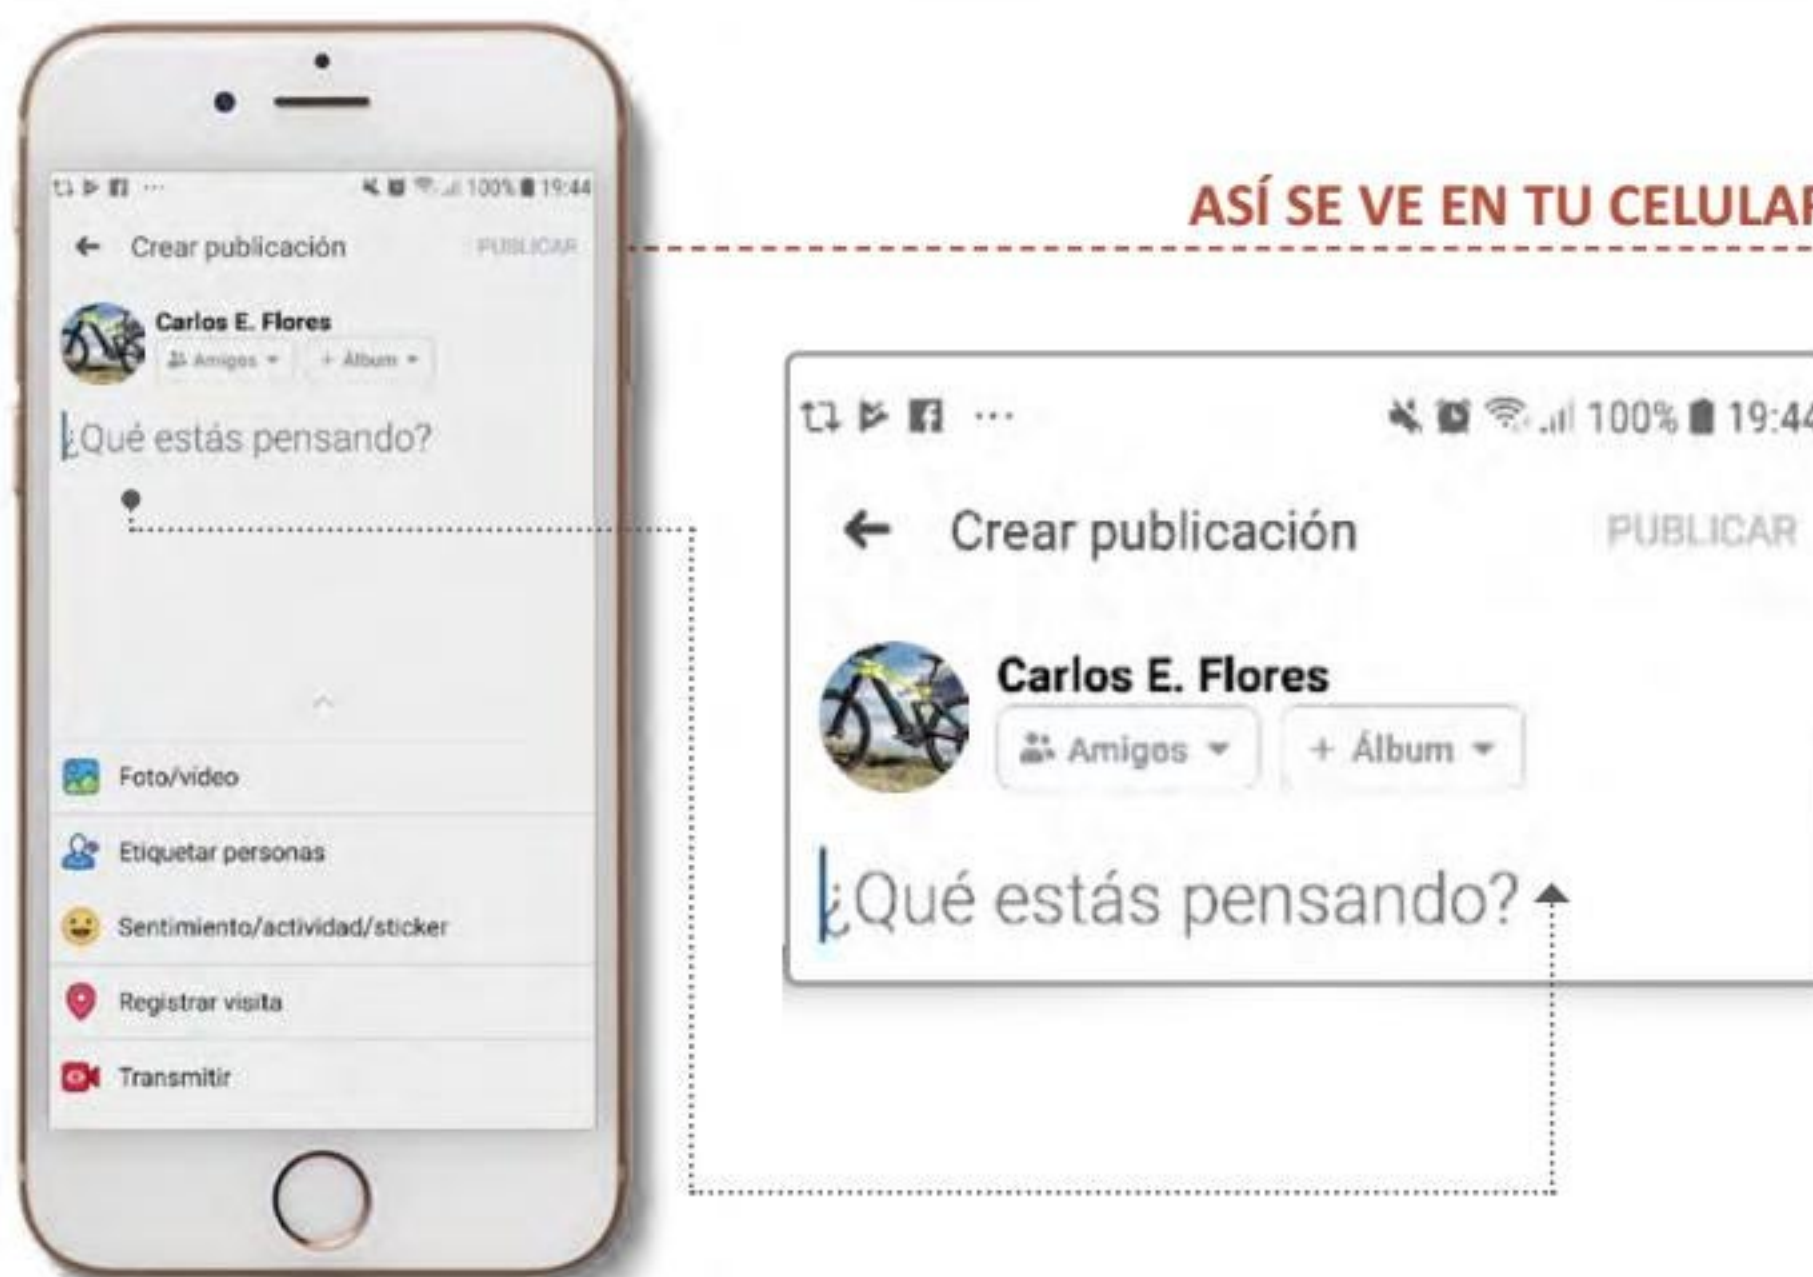 100% 19:44
Crear publicación PUBLICAR
Carlos E. Flores
Amigos + Álbum
¿Qué estás pensando?
Foto/video
Etiquetar personas
Sentimiento/actividad/sticker
Registrar visita
Transmitir
ASÍ SE VE EN TU CELULAR
100% 19:44
Crear publicación PUBLICAR
Carlos E. Flores
Amigos + Álbum
¿Qué estás pensando?